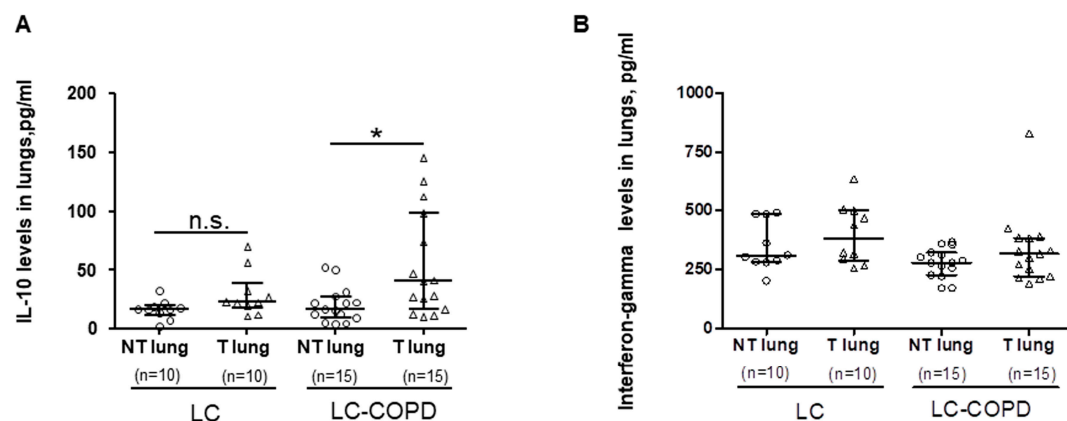 A
IL-10 levels in lungs,pg/ml
200
150
100
50
0
n.s.
*
NT lung T lung NT lung T lung
(n=10) (n=10) (n=15) (n=15)
LC LC-COPD
B
Interferon-gamma levels in lungs, pg/ml
1000
750
500
250
0
NT lung T lung NT lung T lung
(n=10) (n=10) (n=15) (n=15)
LC LC-COPD